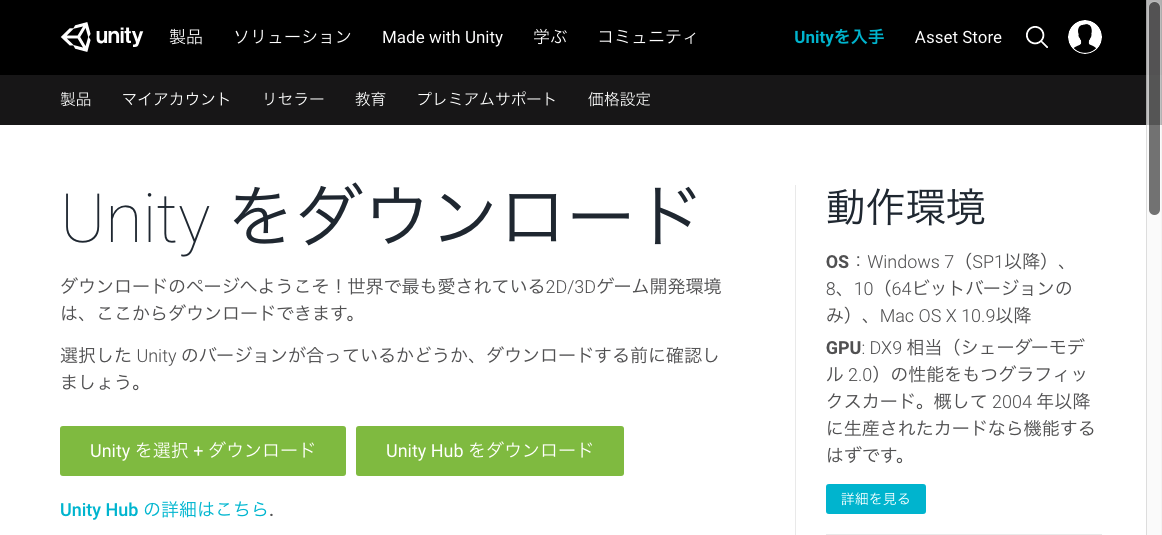 unity 製品 ソリューション Made with Unity 学ぶ コミュニティ Unityを入手 Asset Store
製品 マイアカウント リセラー 教育 プレミアムサポート 価格設定
Unity をダウンロード
ダウンロードのページへようこそ！世界で最も愛されている2D/3Dゲーム開発環境
は、ここからダウンロードできます。
選択した Unity のバージョンが合っているかどうか、ダウンロードする前に確認し
ましょう。
Unity を選択 + ダウンロード Unity Hub をダウンロード
Unity Hub の詳細はこちら.
動作環境
OS：Windows 7（SP1以降）、
8、10（64ビットバージョンの
み）、Mac OS X 10.9以降
GPU: DX9 相当（シェーダーモデ
ル 2.0）の性能をもつグラフィッ
クスカード。概して 2004 年以降
に生産されたカードなら機能する
はずです。
詳細を見る